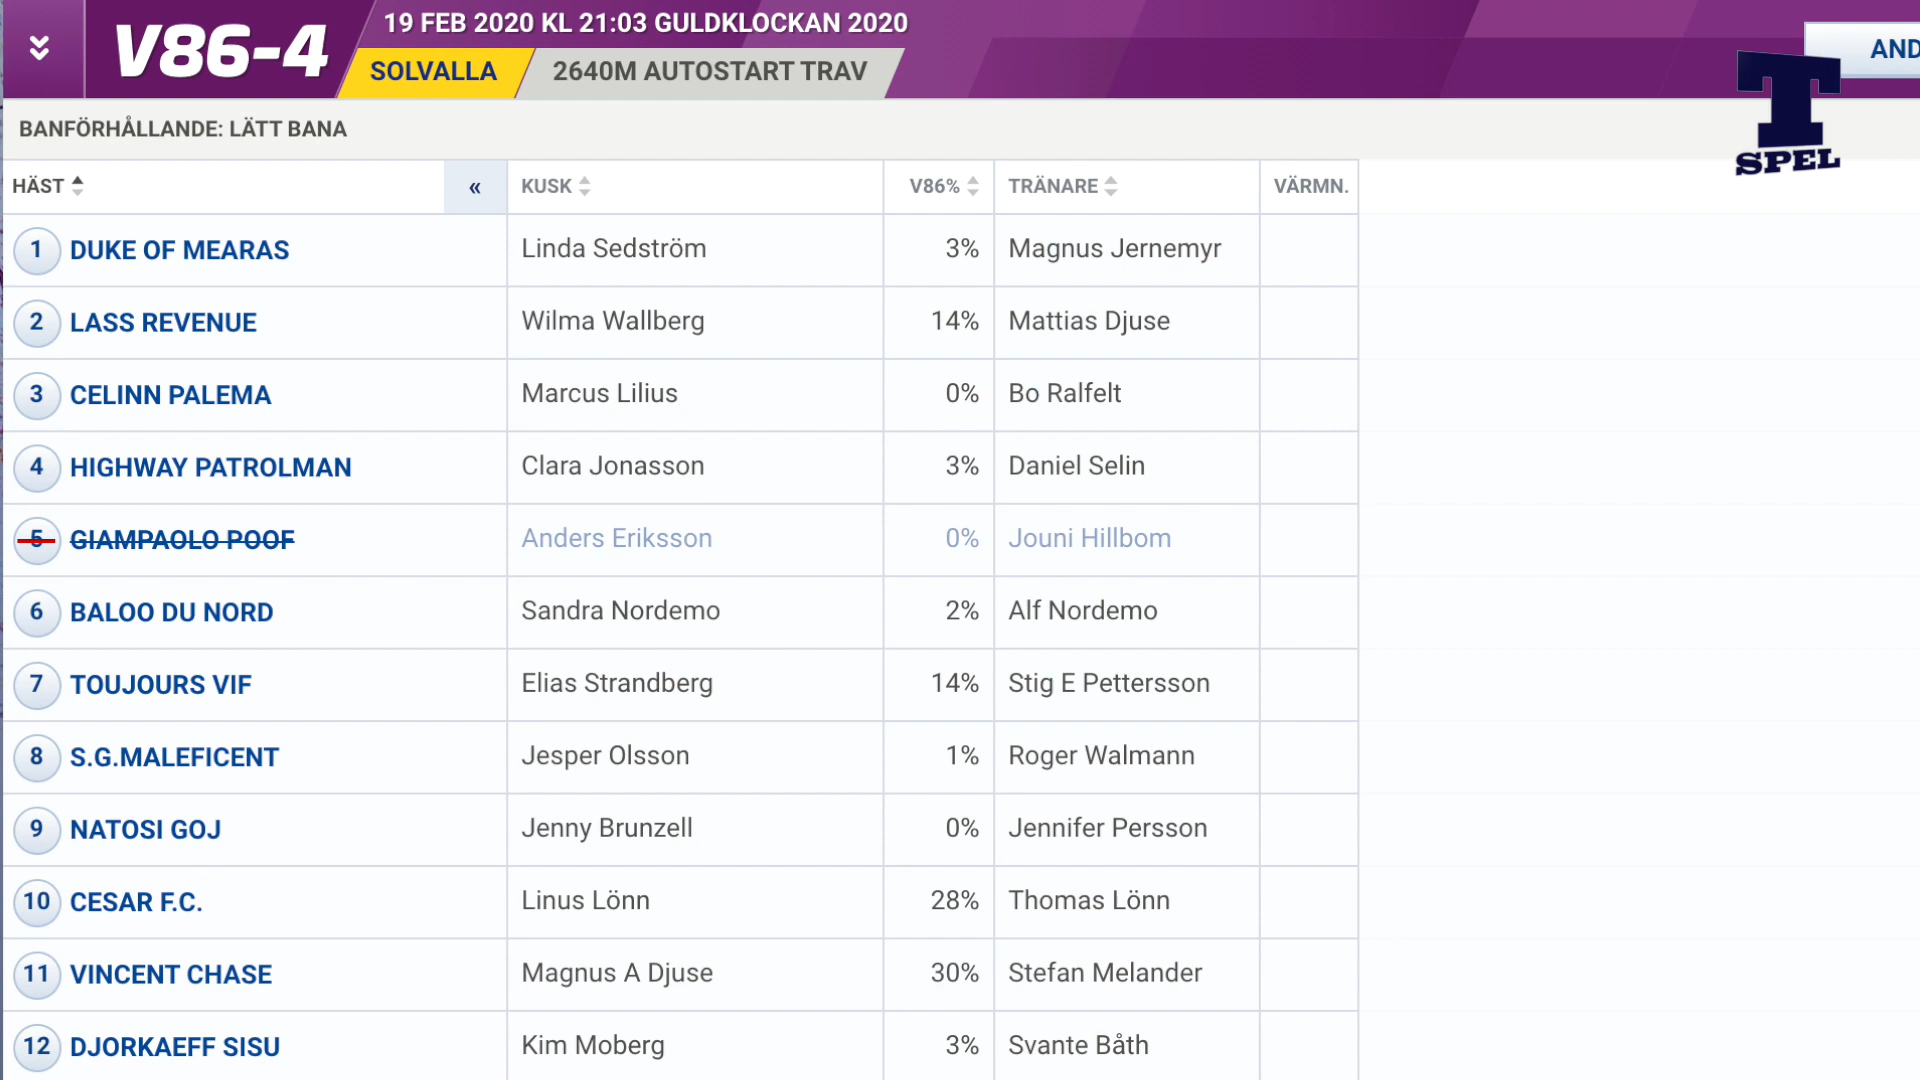 V86-4
19 FEB 2020 KL 21:03 GULDKLOCKAN 2020
SOLVALLA 2640M AUTOSTART TRAV
AND
T
SPEL
BANFÖRHÅLLANDE: LÄTT BANA
HÄST « KUSK V86% TRÄNARE VÄRMN.
1 DUKE OF MEARAS Linda Sedström 3% Magnus Jernemyr
2 LASS REVENUE Wilma Wallberg 14% Mattias Djuse
3 CELINN PALEMA Marcus Lilius 0% Bo Ralfelt
4 HIGHWAY PATROLMAN Clara Jonasson 3% Daniel Selin
5 GIAMPAOLO POOF Anders Eriksson 0% Jouni Hillbom
6 BALOO DU NORD Sandra Nordemo 2% Alf Nordemo
7 TOUJOURS VIF Elias Strandberg 14% Stig E Pettersson
8 S.G.MALEFICENT Jesper Olsson 1% Roger Walmann
9 NATOSI GOJ Jenny Brunzell 0% Jennifer Persson
10 CESAR F.C. Linus Lönn 28% Thomas Lönn
11 VINCENT CHASE Magnus A Djuse 30% Stefan Melander
12 DJORKAEFF SISU Kim Moberg 3% Svante Båth